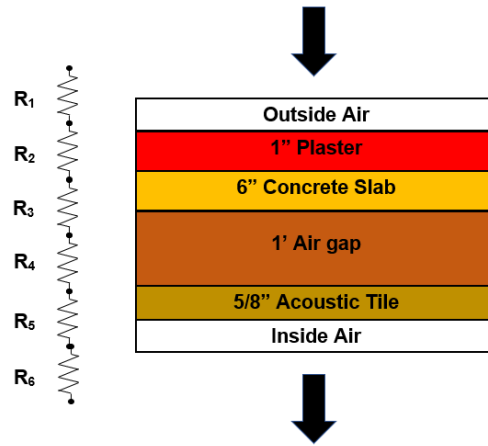 R1
R2
R3
R4
R5
R6
Outside Air
1” Plaster
6” Concrete Slab
1’ Air gap
5/8” Acoustic Tile
Inside Air